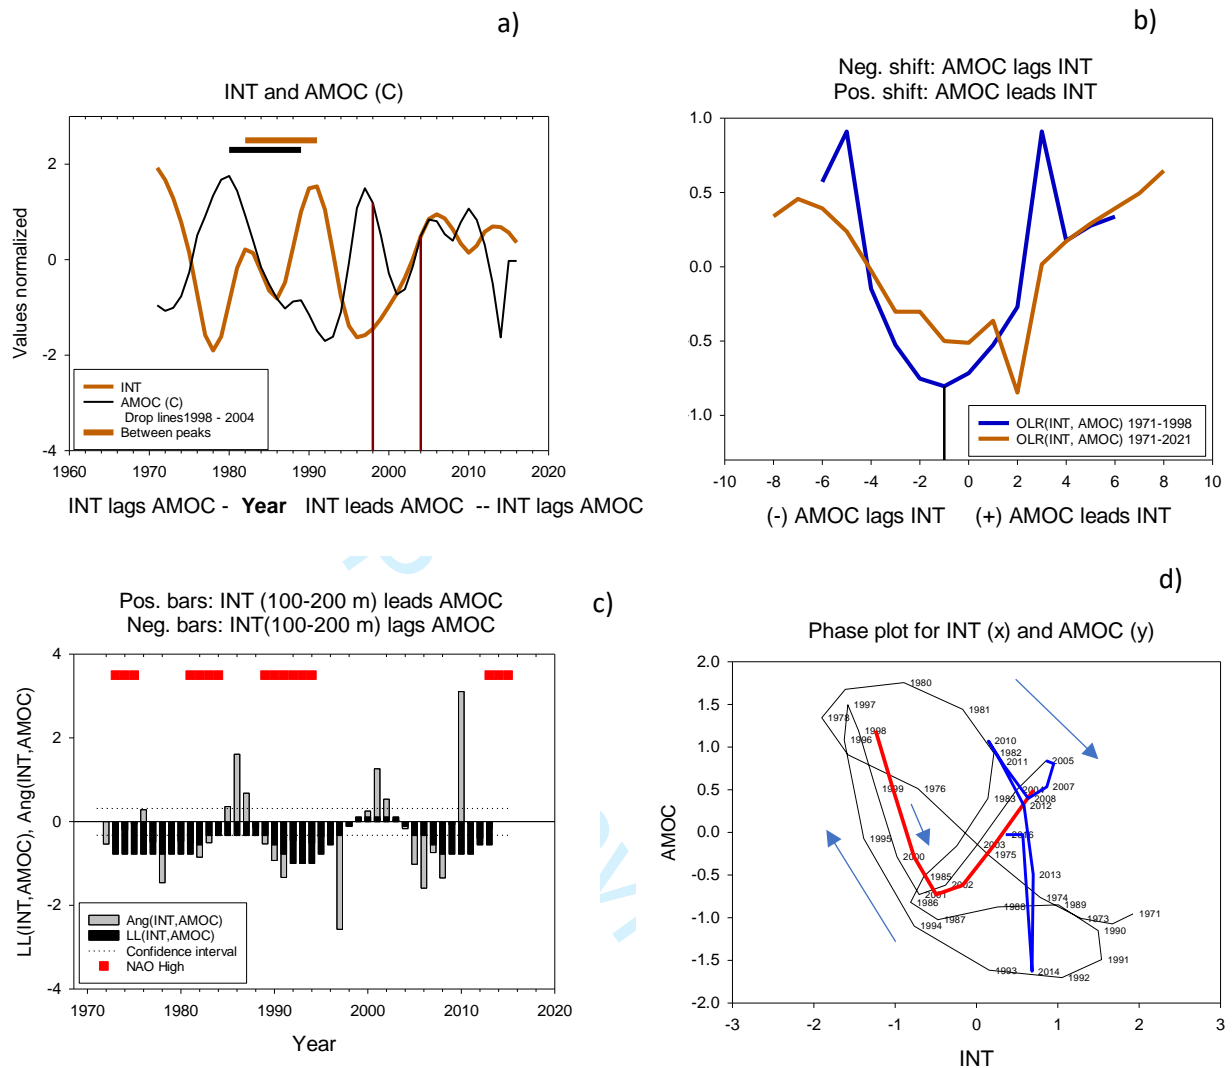 a)
INT and AMOC (C)
Values normalized
2
0
-2
-4
INT
AMOC (C)
Drop lines1998 - 2004
Between peaks
1960 1970 1980 1990 2000 2010 2020
INT lags AMOC - Year INT leads AMOC -- INT lags AMOC
b)
Neg. shift: AMOC lags INT
Pos. shift: AMOC leads INT
1.0
0.5
0.0
0.5
1.0
OLR(INT, AMOC) 1971-1998
OLR(INT, AMOC) 1971-2021
-10 -8 -6 -4 -2 0 2 4 6 8 10
(-) AMOC lags INT (+) AMOC leads INT
c)
Pos. bars: INT (100-200 m) leads AMOC
Neg. bars: INT(100-200 m) lags AMOC
LL(INT,AMOC), Ang(INT,AMOC)
4
2
0
-2
-4
Ang(INT,AMOC)
LL(INT,AMOC)
Confidence interval
NAO High
1970 1980 1990 2000 2010 2020
Year
d)
Phase plot for INT (x) and AMOC (y)
AMOC
2.0
1.5
1.0
0.5
0.0
-0.5
-1.0
-1.5
-2.0
1980
1997
1981
1978
1998
1996
2010
1982
2011
2005
1976
1999
1983
2004
2007
2008
2012
1995
2016
2003
1975
2000
1985
2013
2001
2002
1986
1974
1988
1989
1971
1987
1973
1994
1990
1991
1993
2014
1992
-3 -2 -1 0 1 2 3
INT